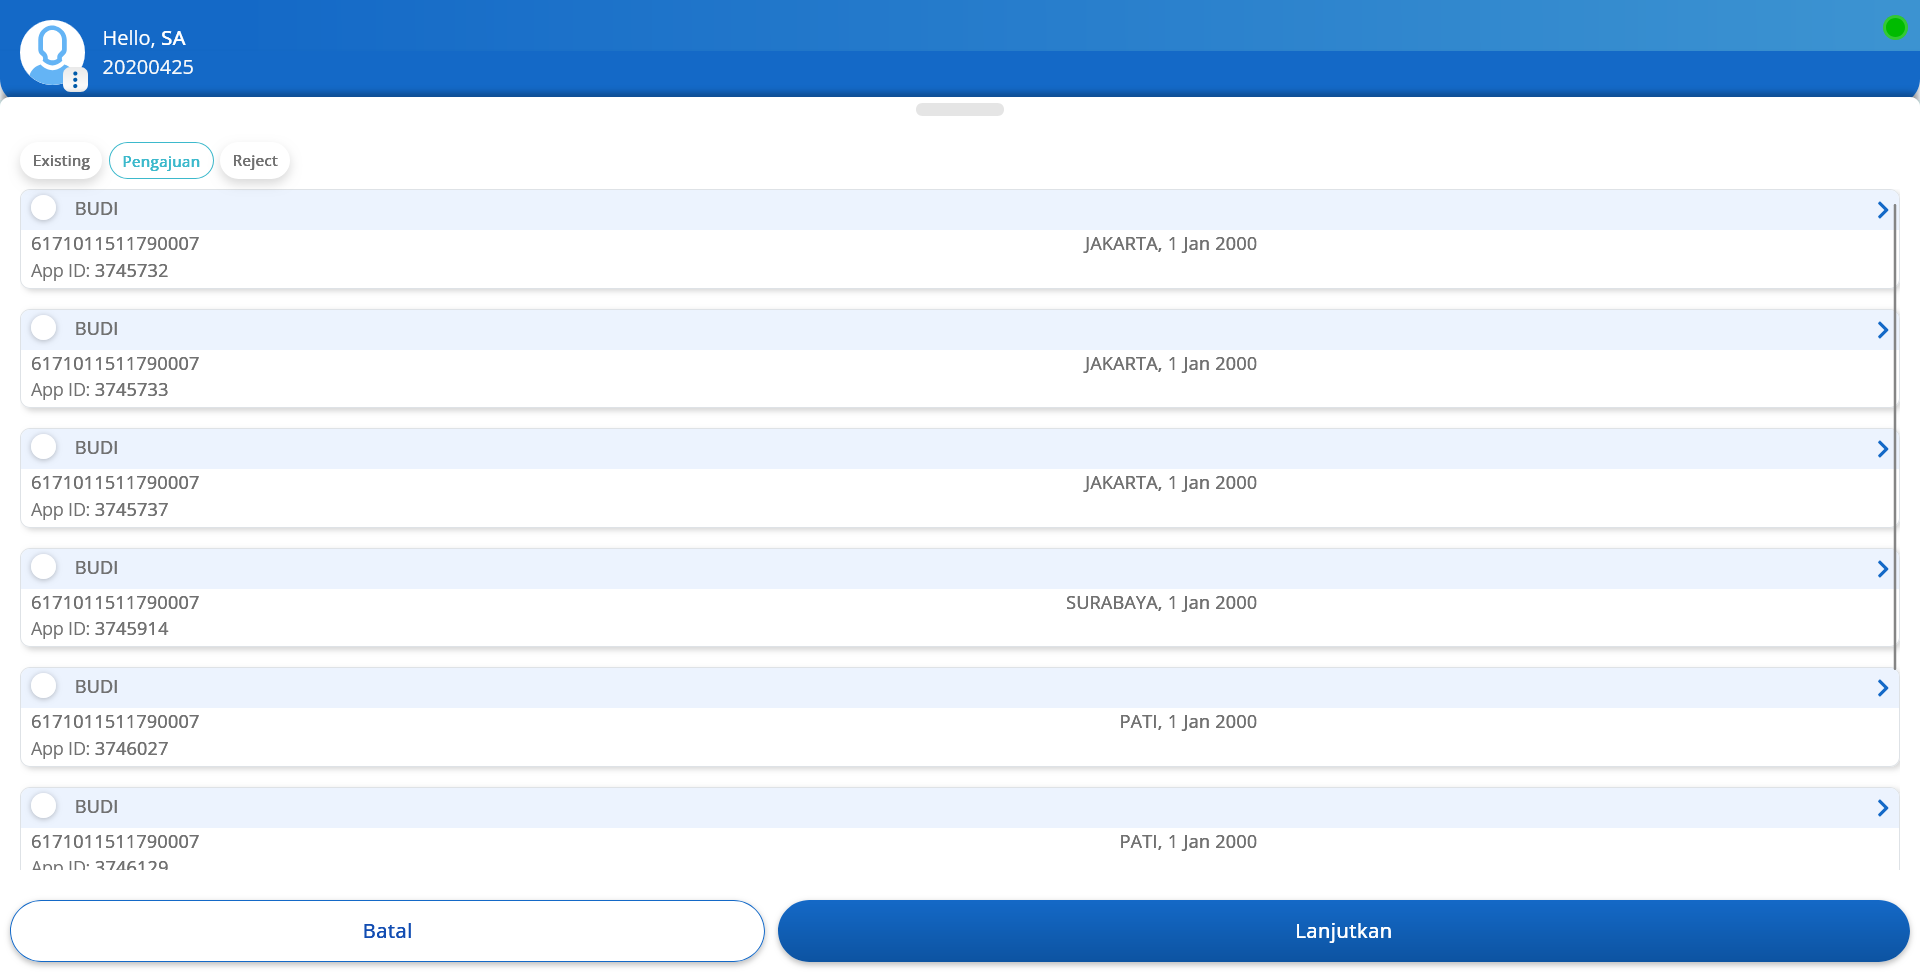 Hello, SA
20200425
Existing
Pengajuan
Reject
BUDI
6171011511790007
JAKARTA, 1 Jan 2000
App ID: 3745732
BUDI
6171011511790007
JAKARTA, 1 Jan 2000
App ID: 3745733
BUDI
6171011511790007
JAKARTA, 1 Jan 2000
App ID: 3745737
BUDI
6171011511790007
SURABAYA, 1 Jan 2000
App ID: 3745914
BUDI
6171011511790007
PATI, 1 Jan 2000
App ID: 3746027
BUDI
6171011511790007
PATI, 1 Jan 2000
App ID: 3746129
Batal
Lanjutkan